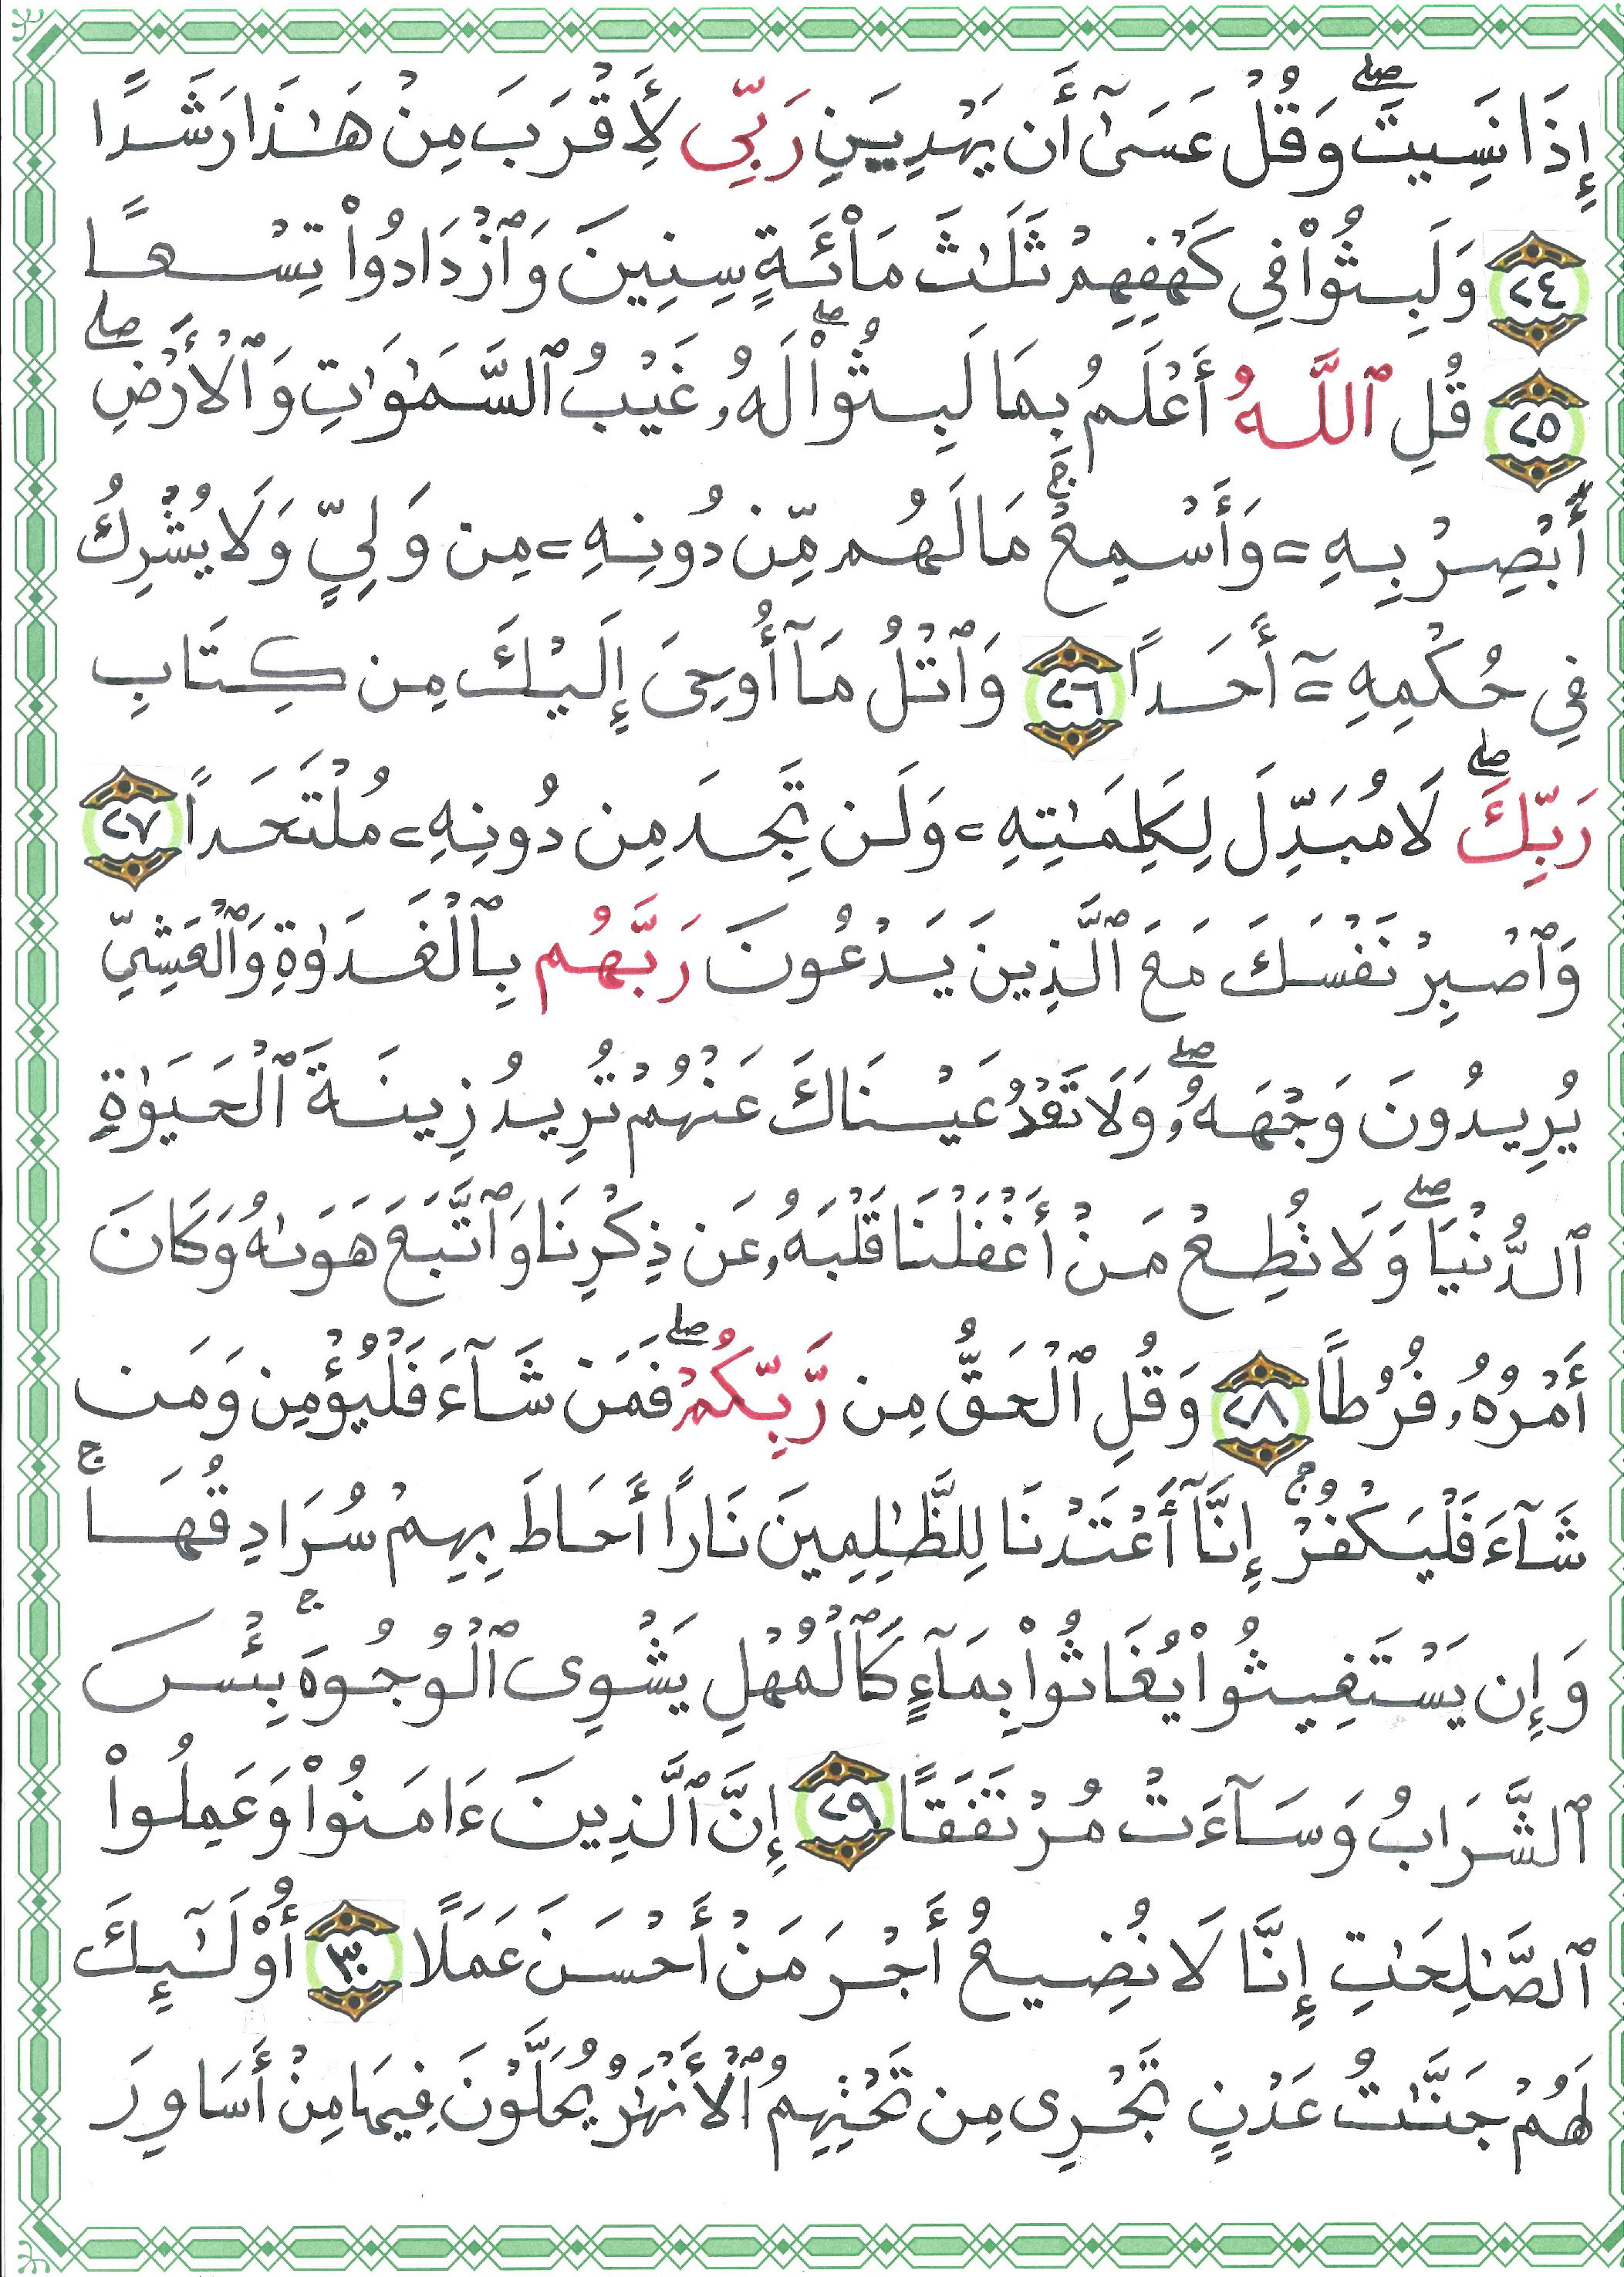 إِذَا نَسِيتَۖ وَقُلْ عَسَىٰٓ أَن يَهْدِيَنِ رَبِّي لِأَقْرَبَ مِنْ هَٰذَا رَشَدًا
٢٤ وَلَبِثُوا۟ فِي كَهْفِهِمْ ثَلَٰثَ مِا۟ئَةٍ سِنِينَ وَٱزْدَادُوا۟ تِسْعًا
٢٥ قُلِ ٱللَّهُ أَعْلَمُ بِمَا لَبِثُوا۟ۖ لَهُۥ غَيْبُ ٱلسَّمَٰوَٰتِ وَٱلْأَرْضِۖ
أَبْصِرْ بِهِۦ وَأَسْمِعْۚ مَا لَهُم مِّن دُونِهِۦ مِن وَلِيٍّ وَلَا يُشْرِكُ
فِي حُكْمِهِۦٓ أَحَدًا ٢٦ وَٱتْلُ مَآ أُوحِيَ إِلَيْكَ مِن كِتَابِ
رَبِّكَۖ لَا مُبَدِّلَ لِكَلِمَٰتِهِۦ وَلَن تَجِدَ مِن دُونِهِۦ مُلْتَحَدًا ٢٧
وَٱصْبِرْ نَفْسَكَ مَعَ ٱلَّذِينَ يَدْعُونَ رَبَّهُم بِٱلْغَدَوٰةِ وَٱلْعَشِيِّ
يُرِيدُونَ وَجْهَهُۥۖ وَلَا تَعْدُ عَيْنَاكَ عَنْهُمْ تُرِيدُ زِينَةَ ٱلْحَيَوٰةِ
ٱلدُّنْيَاۖ وَلَا تُطِعْ مَنْ أَغْفَلْنَا قَلْبَهُۥ عَن ذِكْرِنَا وَٱتَّبَعَ هَوَىٰهُ وَكَانَ
أَمْرُهُۥ فُرُطًا ٢٨ وَقُلِ ٱلْحَقُّ مِن رَّبِّكُمْۖ فَمَن شَآءَ فَلْيُؤْمِن وَمَن
شَآءَ فَلْيَكْفُرْۚ إِنَّآ أَعْتَدْنَا لِلظَّٰلِمِينَ نَارًا أَحَاطَ بِهِمْ سُرَادِقُهَاۚ
وَإِن يَسْتَغِيثُوا۟ يُغَاثُوا۟ بِمَآءٍ كَٱلْمُهْلِ يَشْوِى ٱلْوُجُوهَۚ بِئْسَ
ٱلشَّرَابُ وَسَآءَتْ مُرْتَفَقًا ٢٩ إِنَّ ٱلَّذِينَ ءَامَنُوا۟ وَعَمِلُوا۟
ٱلصَّٰلِحَٰتِ إِنَّا لَا نُضِيعُ أَجْرَ مَنْ أَحْسَنَ عَمَلًا ٣٠ أُو۟لَٰٓئِكَ
لَهُمْ جَنَّٰتُ عَدْنٍ تَجْرِى مِن تَحْتِهِمُ ٱلْأَنْهَٰرُ يُحَلَّوْنَ فِيهَا مِنْ أَسَاوِرَ